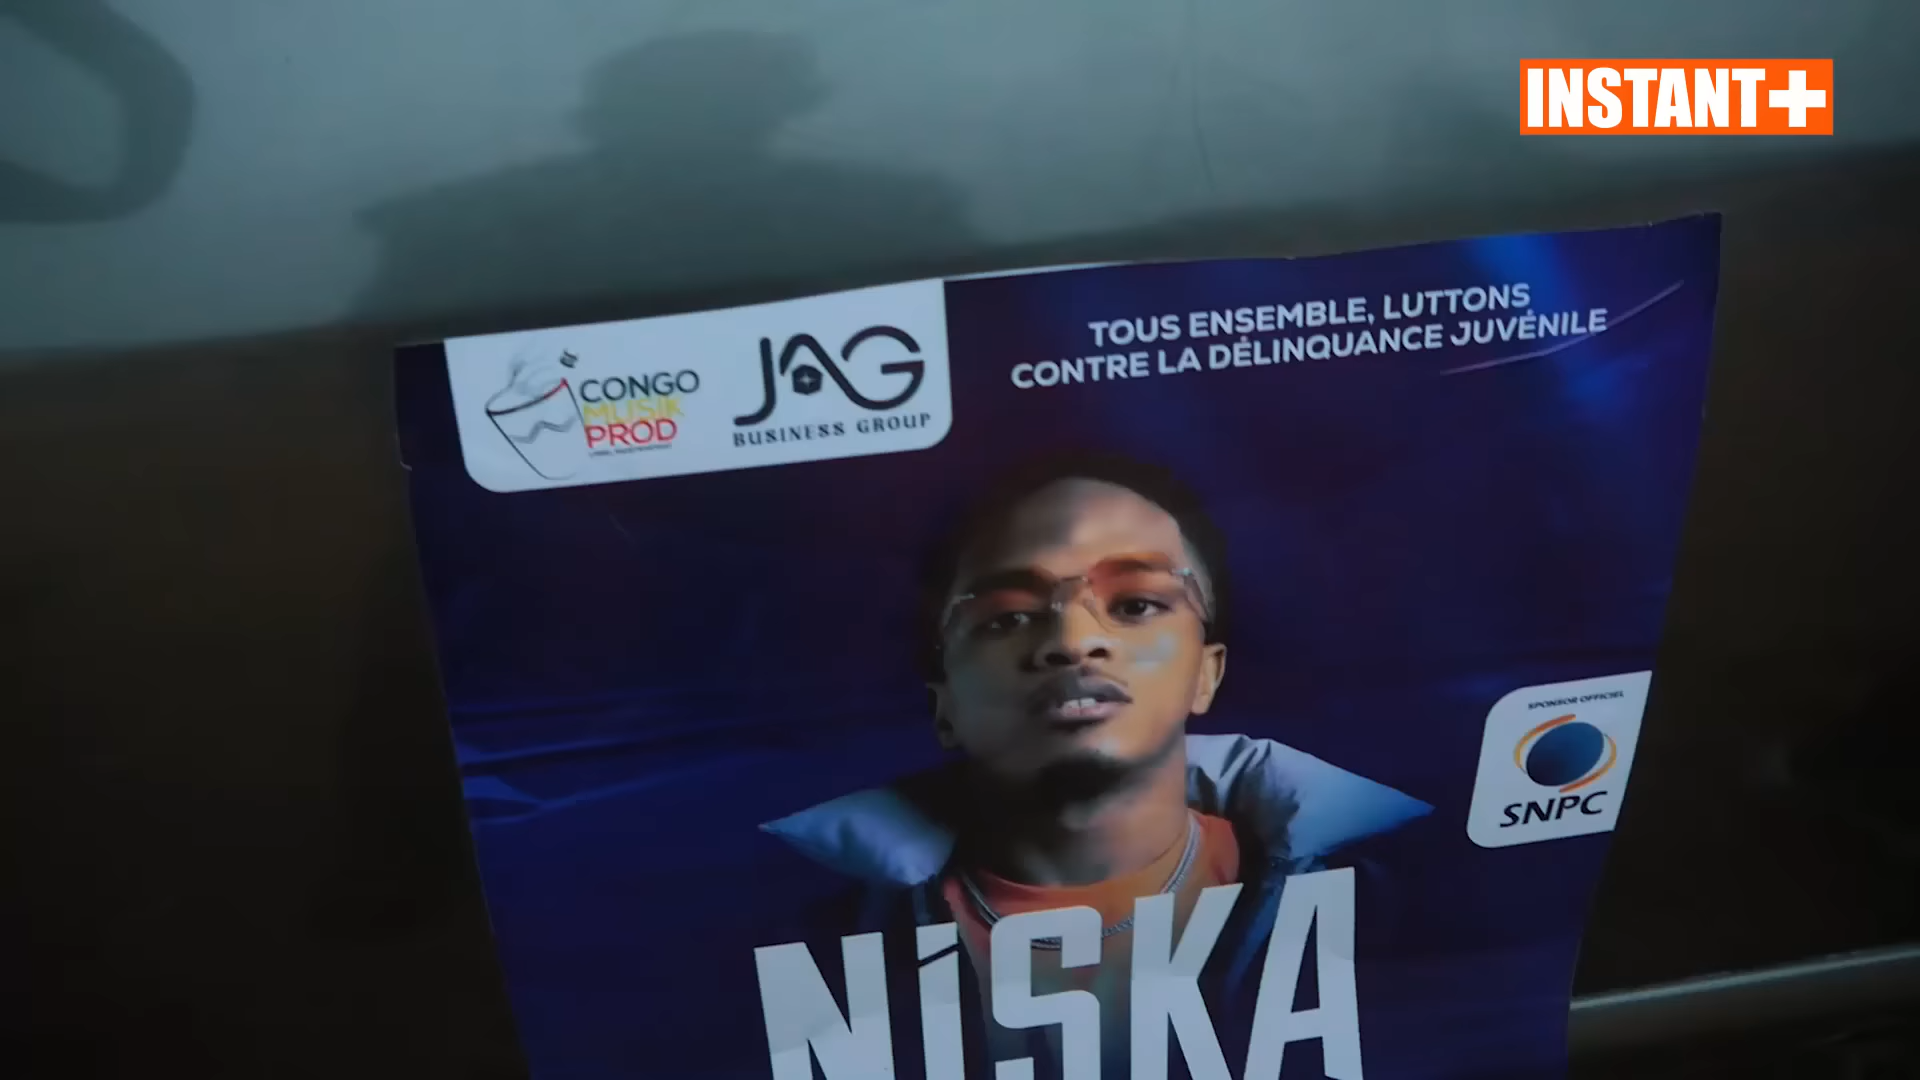 INSTANT+
TOUS ENSEMBLE, LUTTONS
CONTRE LA DÉLINQUANCE JUVÉNILE
CONGO
MUSIK
PROD
JAG
BUSINESS GROUP
SPONSOR OFFICIEL
SNPC
NiSKA